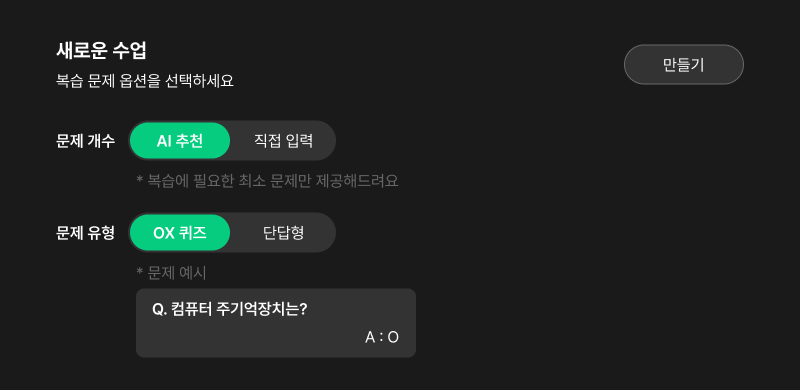 새로운 수업
복습 문제 옵션을 선택하세요
만들기
문제 개수 AI 추천 직접 입력
* 복습에 필요한 최소 문제만 제공해드려요
문제 유형 OX 퀴즈 단답형
* 문제 예시
Q. 컴퓨터 주기억장치는?
A : O